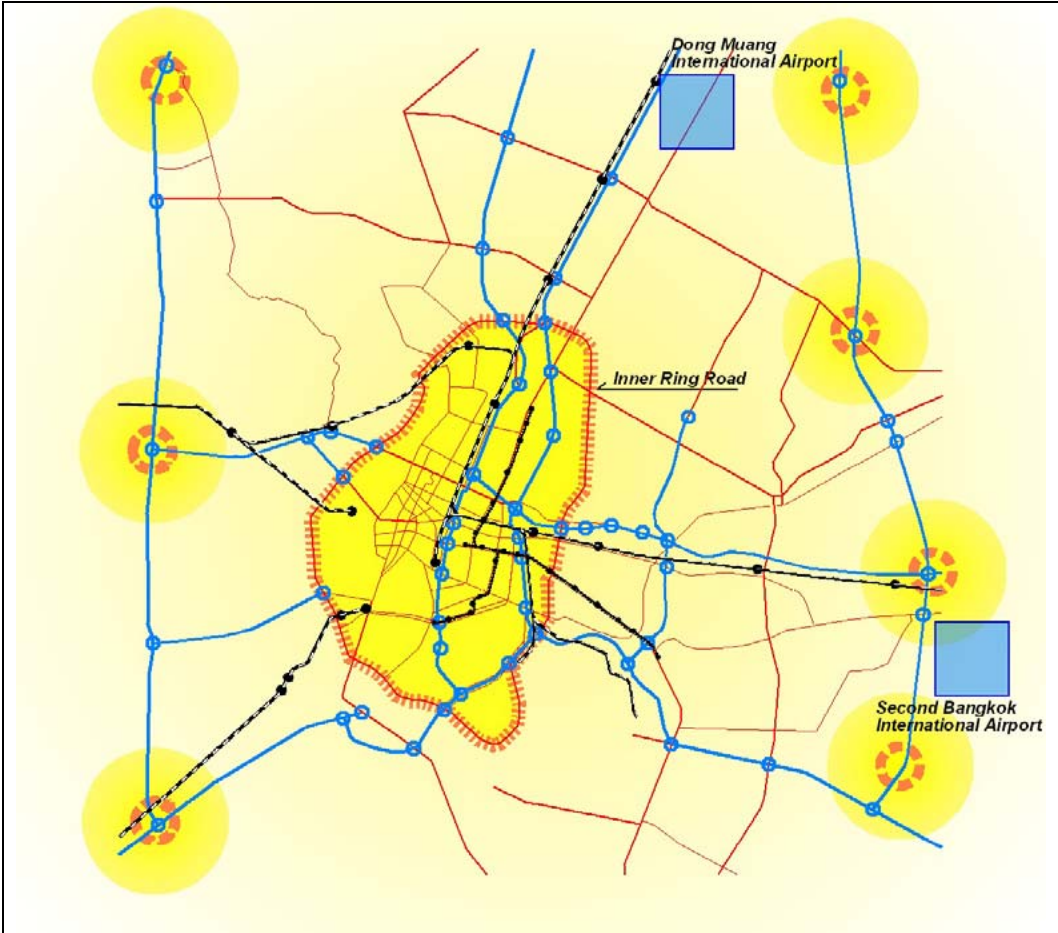 Dong Muang
International Airport
Inner Ring Road
Second Bangkok
International Airport